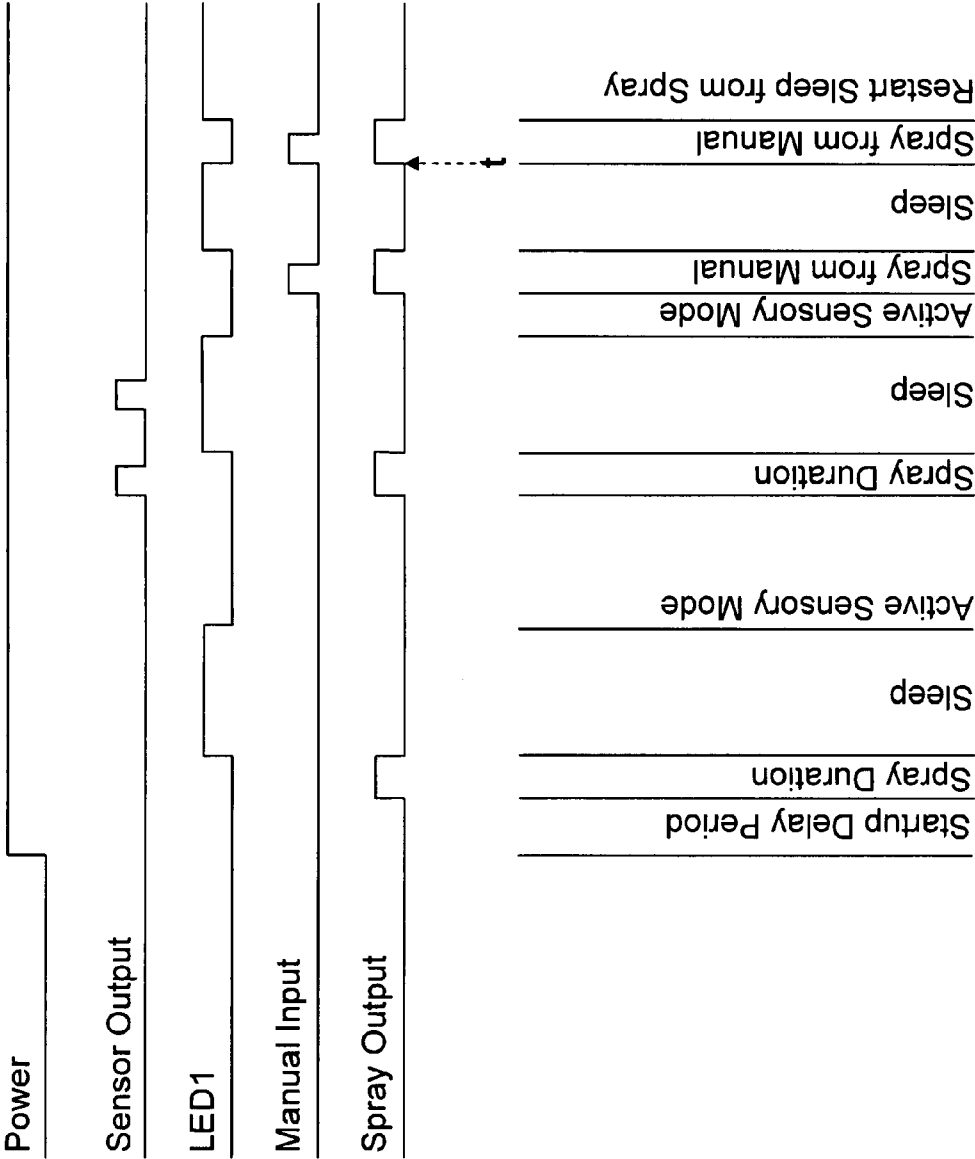 Power
Sensor Output
LED1
Manual Input
Spray Output
t
Startup Delay Period
Spray Duration
Sleep
Active Sensory Mode
Spray Duration
Sleep
Active Sensory Mode
Spray from Manual
Sleep
Spray from Manual
Restart Sleep from Spray